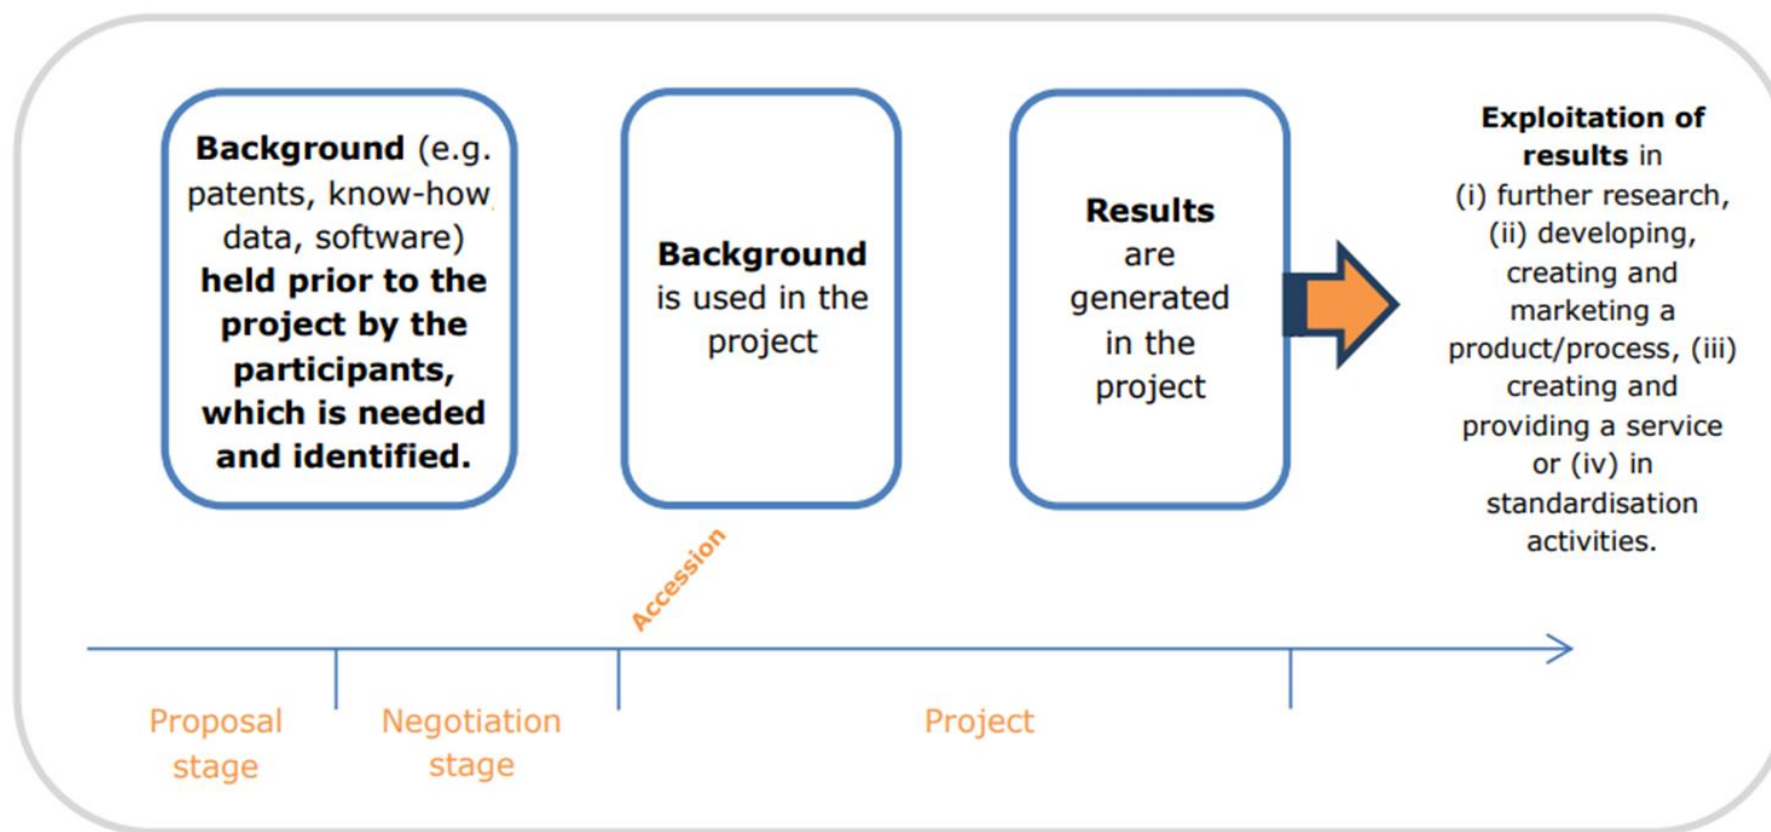 Background (e.g.
patents, know-how,
data, software)
held prior to the
project by the
participants,
which is needed
and identified.
Background
is used in the
project
Results
are
generated
in the
project
Exploitation of
results in
(i) further research,
(ii) developing,
creating and
marketing a
product/process, (iii)
creating and
providing a service
or (iv) in
standardisation
activities.
Accession
Proposal
stage
Negotiation
stage
Project